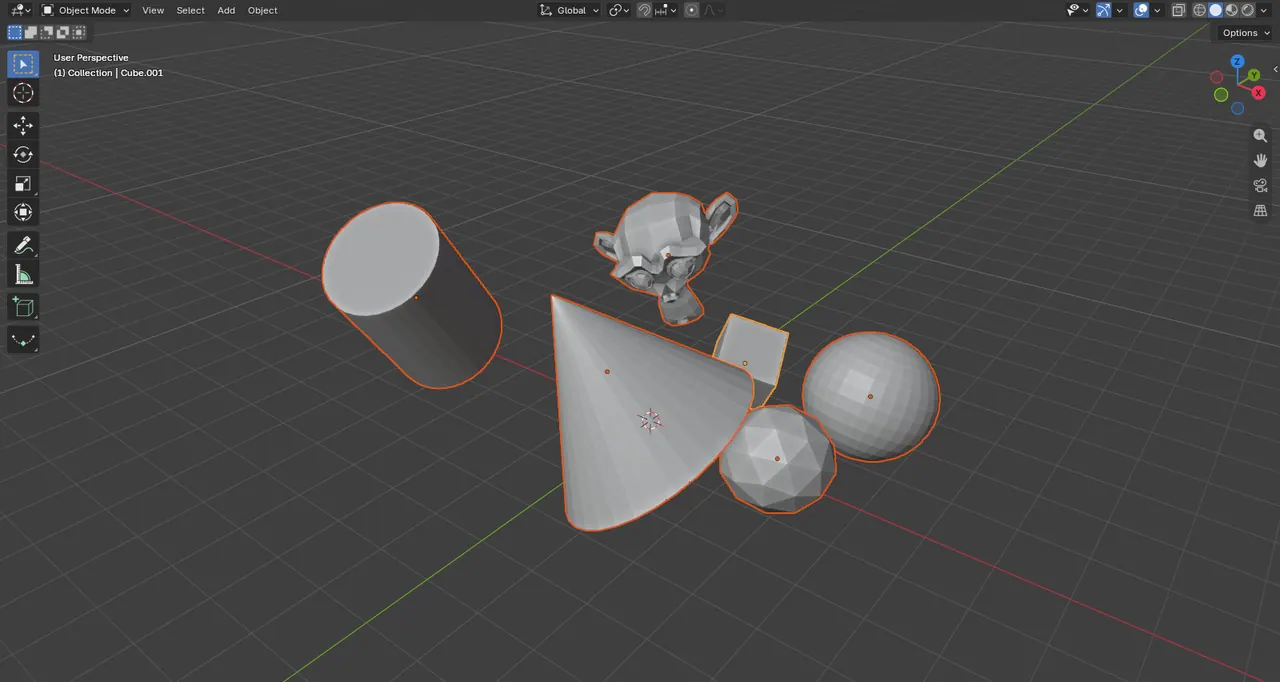 Object Mode View Select Add Object Global
Options
User Perspective
(1) Collection | Cube.001
Z
Y
X